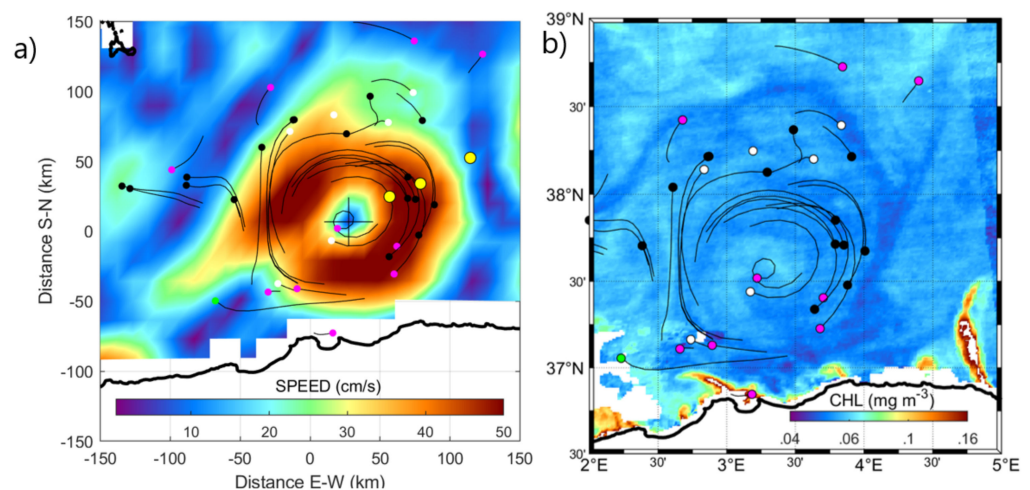 a)
150
100
50
0
-50
-100
-150
Distance S-N (km)
SPEED (cm/s)
10 20 30 40 50
-150 -100 -50 0 50 100 150
Distance E-W (km)
b)
39°N
30'
38°N
30'
37°N
30'
CHL (mg m-3)
.04 .06 .1 .16
2°E 30' 3°E 30' 4°E 30' 5°E